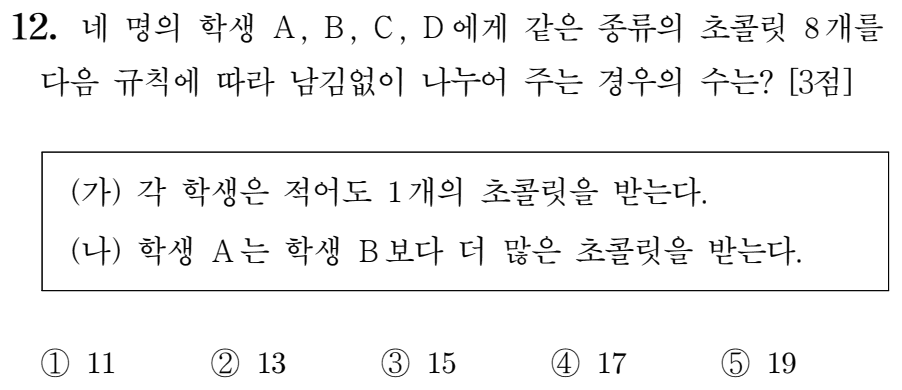 12. 네 명의 학생 A, B, C, D에게 같은 종류의 초콜릿 8개를
다음 규칙에 따라 남김없이 나누어 주는 경우의 수는? [3점]
(가) 각 학생은 적어도 1개의 초콜릿을 받는다.
(나) 학생 A는 학생 B보다 더 많은 초콜릿을 받는다.
① 11 ② 13 ③ 15 ④ 17 ⑤ 19